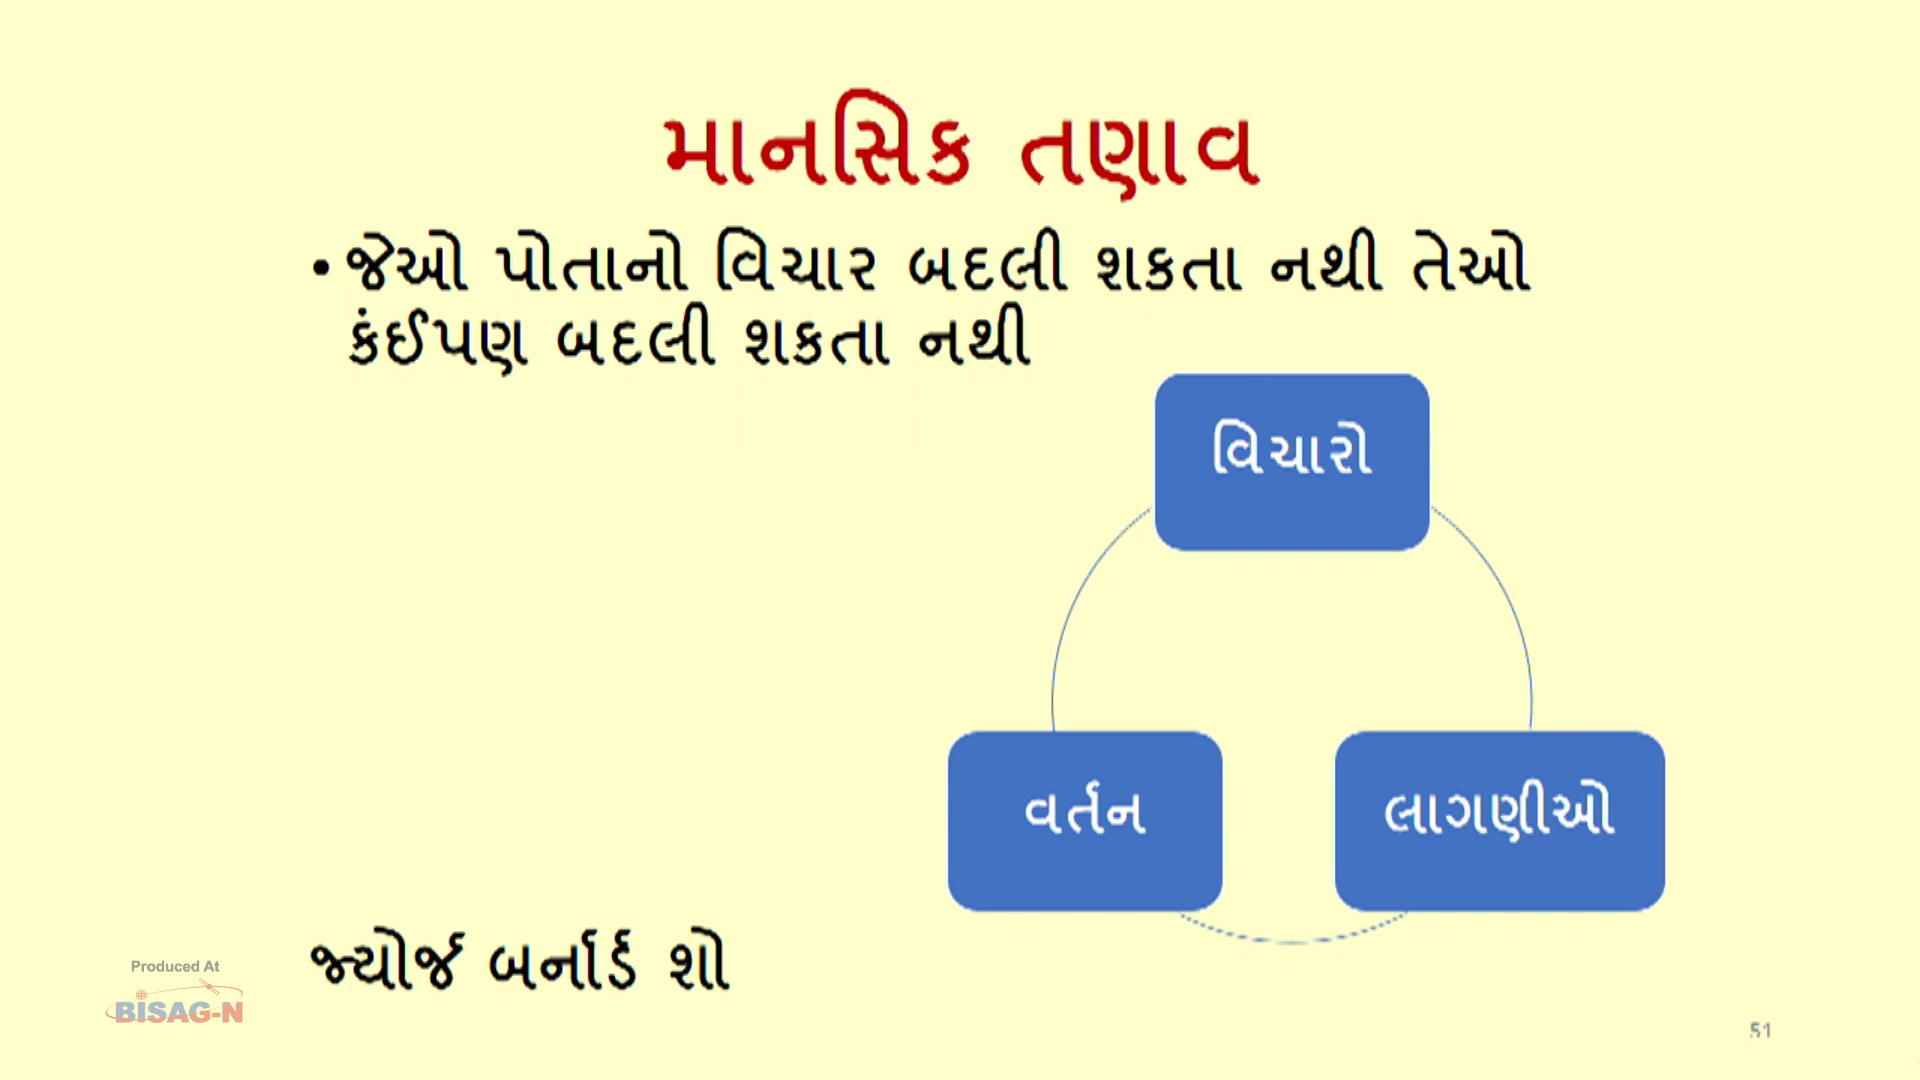 માનસિક તણાવ
• જેઓ પોતાનો વિચાર બદલી શકતા નથી તેઓ
કંઈપણ બદલી શકતા નથી
વિચારો
વર્તન
લાગણીઓ
જ્યોર્જ બર્નાર્ડ શો
Produced At
BISAG-N
51